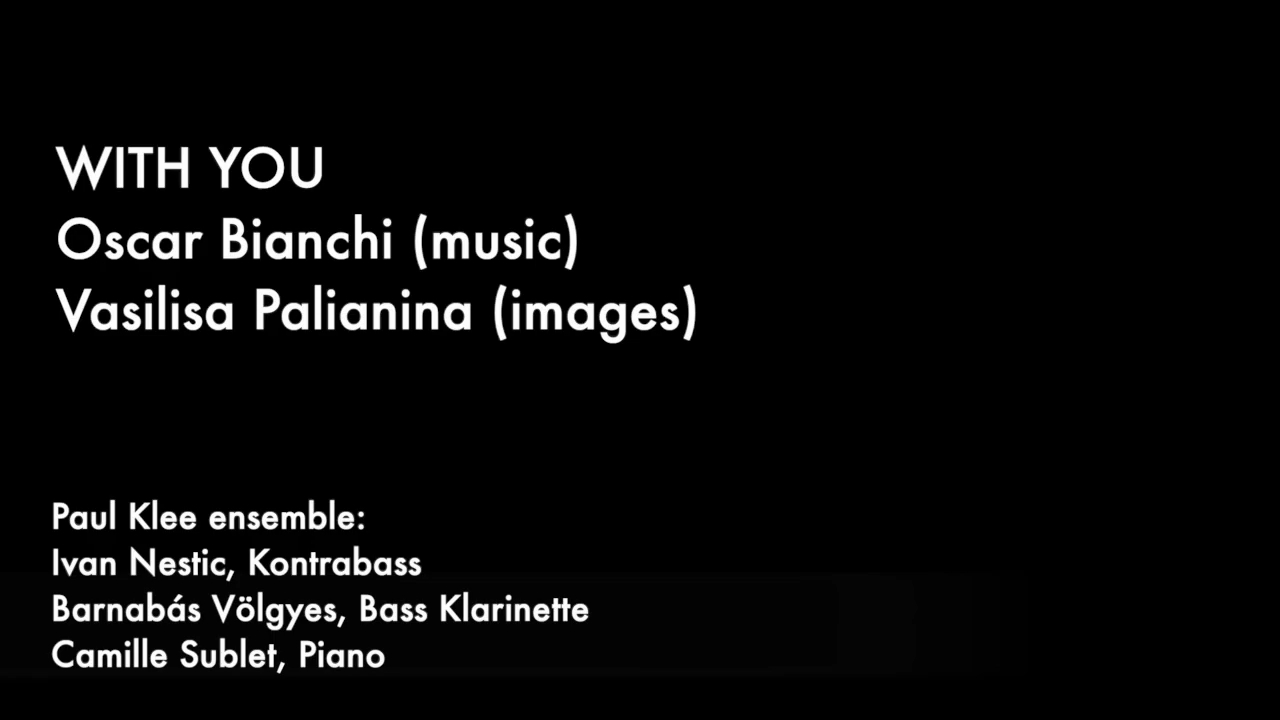 WITH YOU
Oscar Bianchi (music)
Vasilisa Palianina (images)
Paul Klee ensemble:
Ivan Nestic, Kontrabass
Barnabás Völgyes, Bass Klarinette
Camille Sublet, Piano